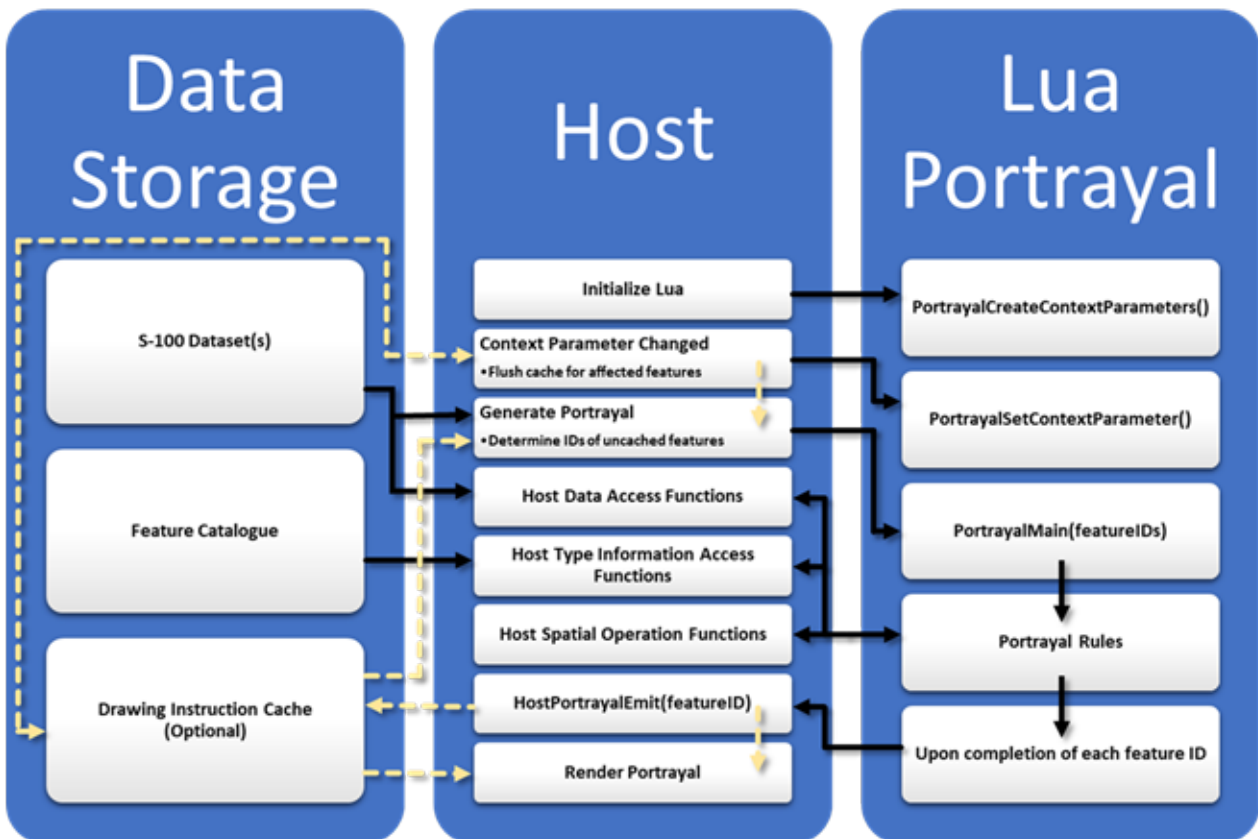 Data
Storage
S-100 Dataset(s)
Feature Catalogue
Drawing Instruction Cache
(Optional)
Host
Initialize Lua
Context Parameter Changed
•Flush cache for affected features
Generate Portrayal
•Determine IDs of uncached features
Host Data Access Functions
Host Type Information Access
Functions
Host Spatial Operation Functions
HostPortrayalEmit(featureID)
Render Portrayal
Lua
Portrayal
PortrayalCreateContextParameters()
PortrayalSetContextParameter()
PortrayalMain(featureIDs)
Portrayal Rules
Upon completion of each feature ID